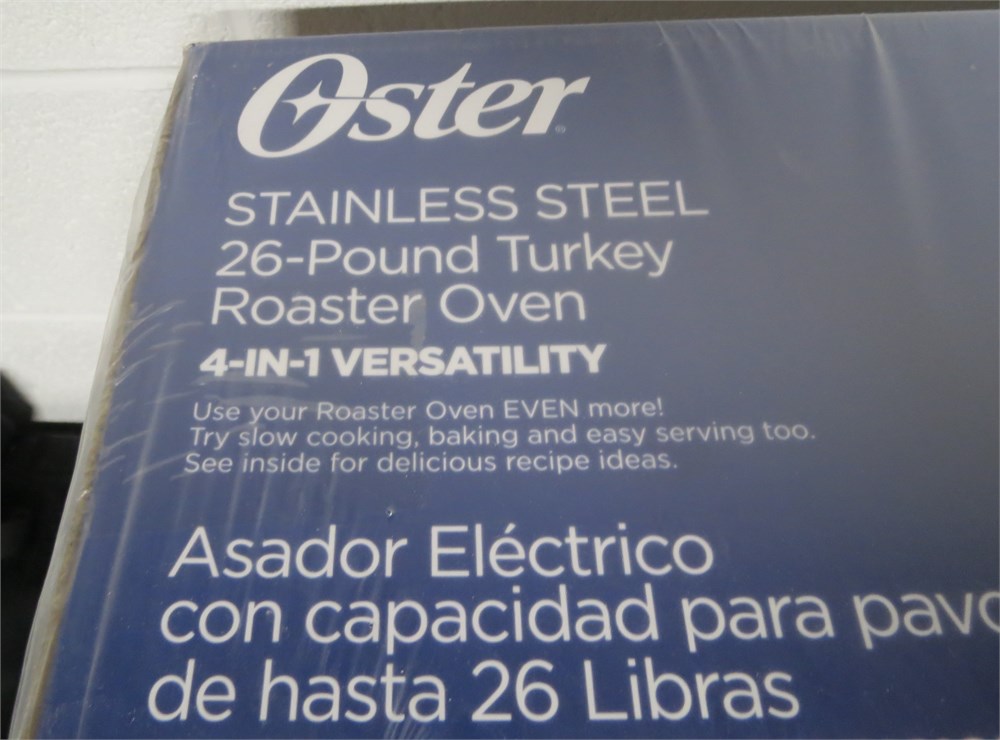 Oster
STAINLESS STEEL
26-Pound Turkey
Roaster Oven
4-IN-1 VERSATILITY
Use your Roaster Oven EVEN more!
Try slow cooking, baking and easy serving too.
See inside for delicious recipe ideas.
Asador Eléctrico
con capacidad para pavo
de hasta 26 Libras